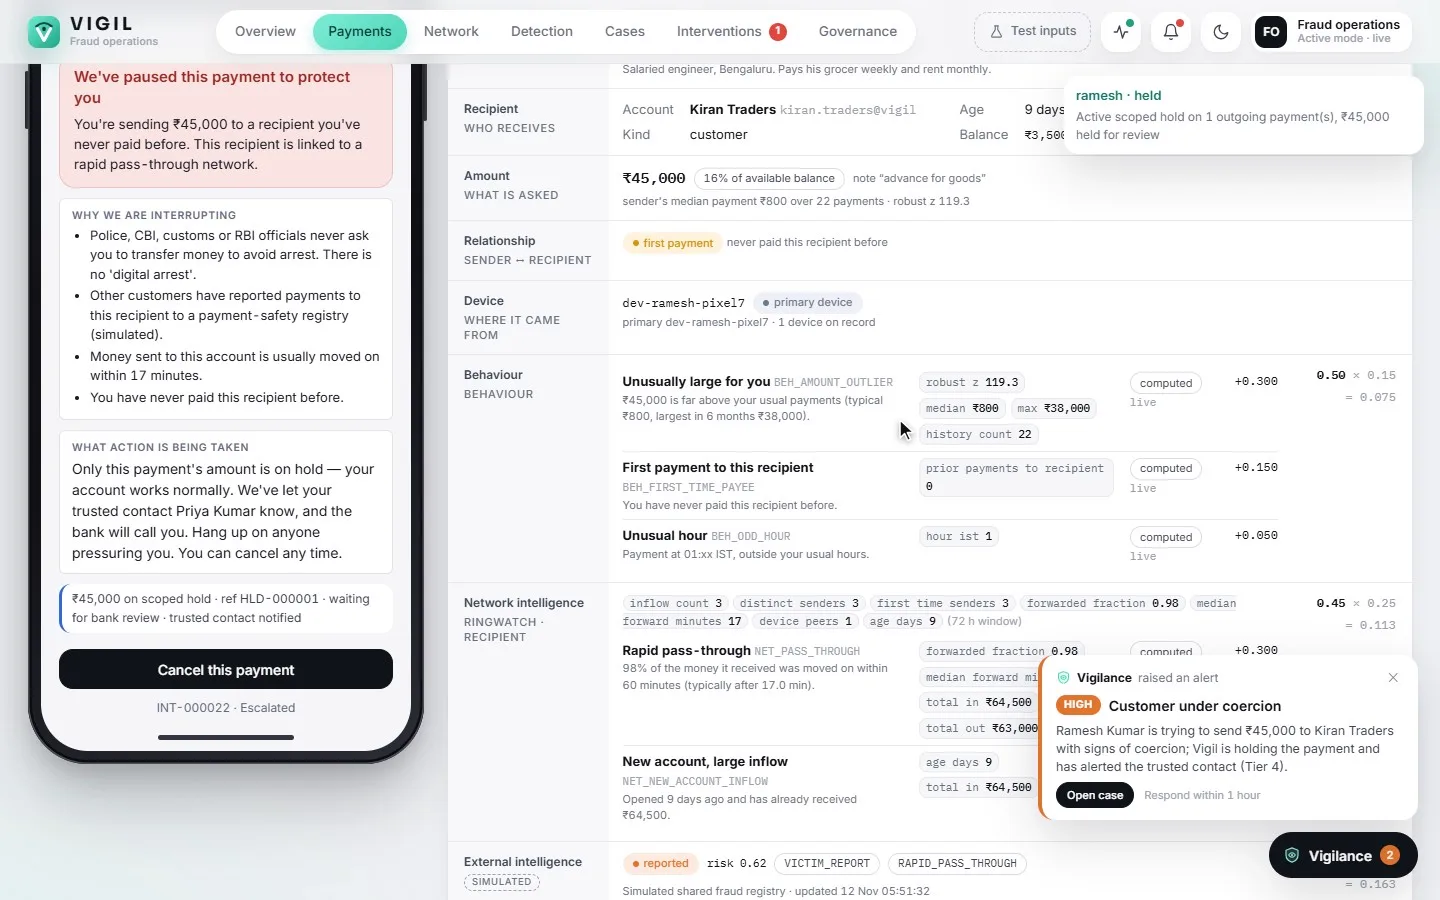 VIGIL
Fraud operations
Overview
Payments
Network
Detection
Cases
Interventions 1
Governance
Test inputs
FO
Fraud operations
Active mode · live
We've paused this payment to protect
you
You're sending ₹45,000 to a recipient you've
never paid before. This recipient is linked to a
rapid pass-through network.
WHY WE ARE INTERRUPTING
• Police, CBI, customs or RBI officials never ask
you to transfer money to avoid arrest. There is
no 'digital arrest'.
• Other customers have reported payments to
this recipient to a payment-safety registry
(simulated).
• Money sent to this account is usually moved on
within 17 minutes.
• You have never paid this recipient before.
WHAT ACTION IS BEING TAKEN
Only this payment's amount is on hold — your
account works normally. We've let your
trusted contact Priya Kumar know, and the
bank will call you. Hang up on anyone
pressuring you. You can cancel any time.
₹45,000 on scoped hold · ref HLD-000001 · waiting
for bank review · trusted contact notified
Cancel this payment
INT-000022 · Escalated
Salaried engineer, Bengaluru. Pays his grocer weekly and rent monthly.
Recipient
WHO RECEIVES
Account Kiran Traders kiran.traders@vigil Age 9 days
Kind customer Balance ₹3,500
ramesh · held
Active scoped hold on 1 outgoing payment(s), ₹45,000
held for review
Amount
WHAT IS ASKED
₹45,000 16% of available balance note “advance for goods”
sender's median payment ₹800 over 22 payments · robust z 119.3
Relationship
SENDER ↔ RECIPIENT
first payment never paid this recipient before
Device
WHERE IT CAME
FROM
dev-ramesh-pixel7 primary device
primary dev-ramesh-pixel7 · 1 device on record
Behaviour
BEHAVIOUR
Unusually large for you BEH_AMOUNT_OUTLIER
₹45,000 is far above your usual payments (typical
₹800, largest in 6 months ₹38,000).
robust z 119.3
median ₹800 max ₹38,000
history count 22
computed
live
+0.300
0.50 × 0.15
= 0.075
First payment to this recipient
BEH_FIRST_TIME_PAYEE
You have never paid this recipient before.
prior payments to recipient
0
computed
live
+0.150
Unusual hour BEH_ODD_HOUR
Payment at 01:xx IST, outside your usual hours.
hour ist 1
computed
live
+0.050
Network intelligence
RINGWATCH ·
RECIPIENT
inflow count 3 distinct senders 3 first time senders 3 forwarded fraction 0.98 median
forward minutes 17 device peers 1 age days 9 (72 h window)
0.45 × 0.25
= 0.113
Rapid pass-through NET_PASS_THROUGH
98% of the money it received was moved on within
60 minutes (typically after 17.0 min).
forwarded fraction 0.98
median forward mi
total in ₹64,500
total out ₹63,000
computed
+0.300
New account, large inflow
NET_NEW_ACCOUNT_INFLOW
Opened 9 days ago and has already received
₹64,500.
age days 9
total in ₹64,500
Vigilance raised an alert
HIGH Customer under coercion
Ramesh Kumar is trying to send ₹45,000 to Kiran Traders
with signs of coercion; Vigil is holding the payment and
has alerted the trusted contact (Tier 4).
Open case Respond within 1 hour
External intelligence
SIMULATED
reported risk 0.62 VICTIM_REPORT RAPID_PASS_THROUGH
Simulated shared fraud registry · updated 12 Nov 05:51:32
Vigilance 2
= 0.163